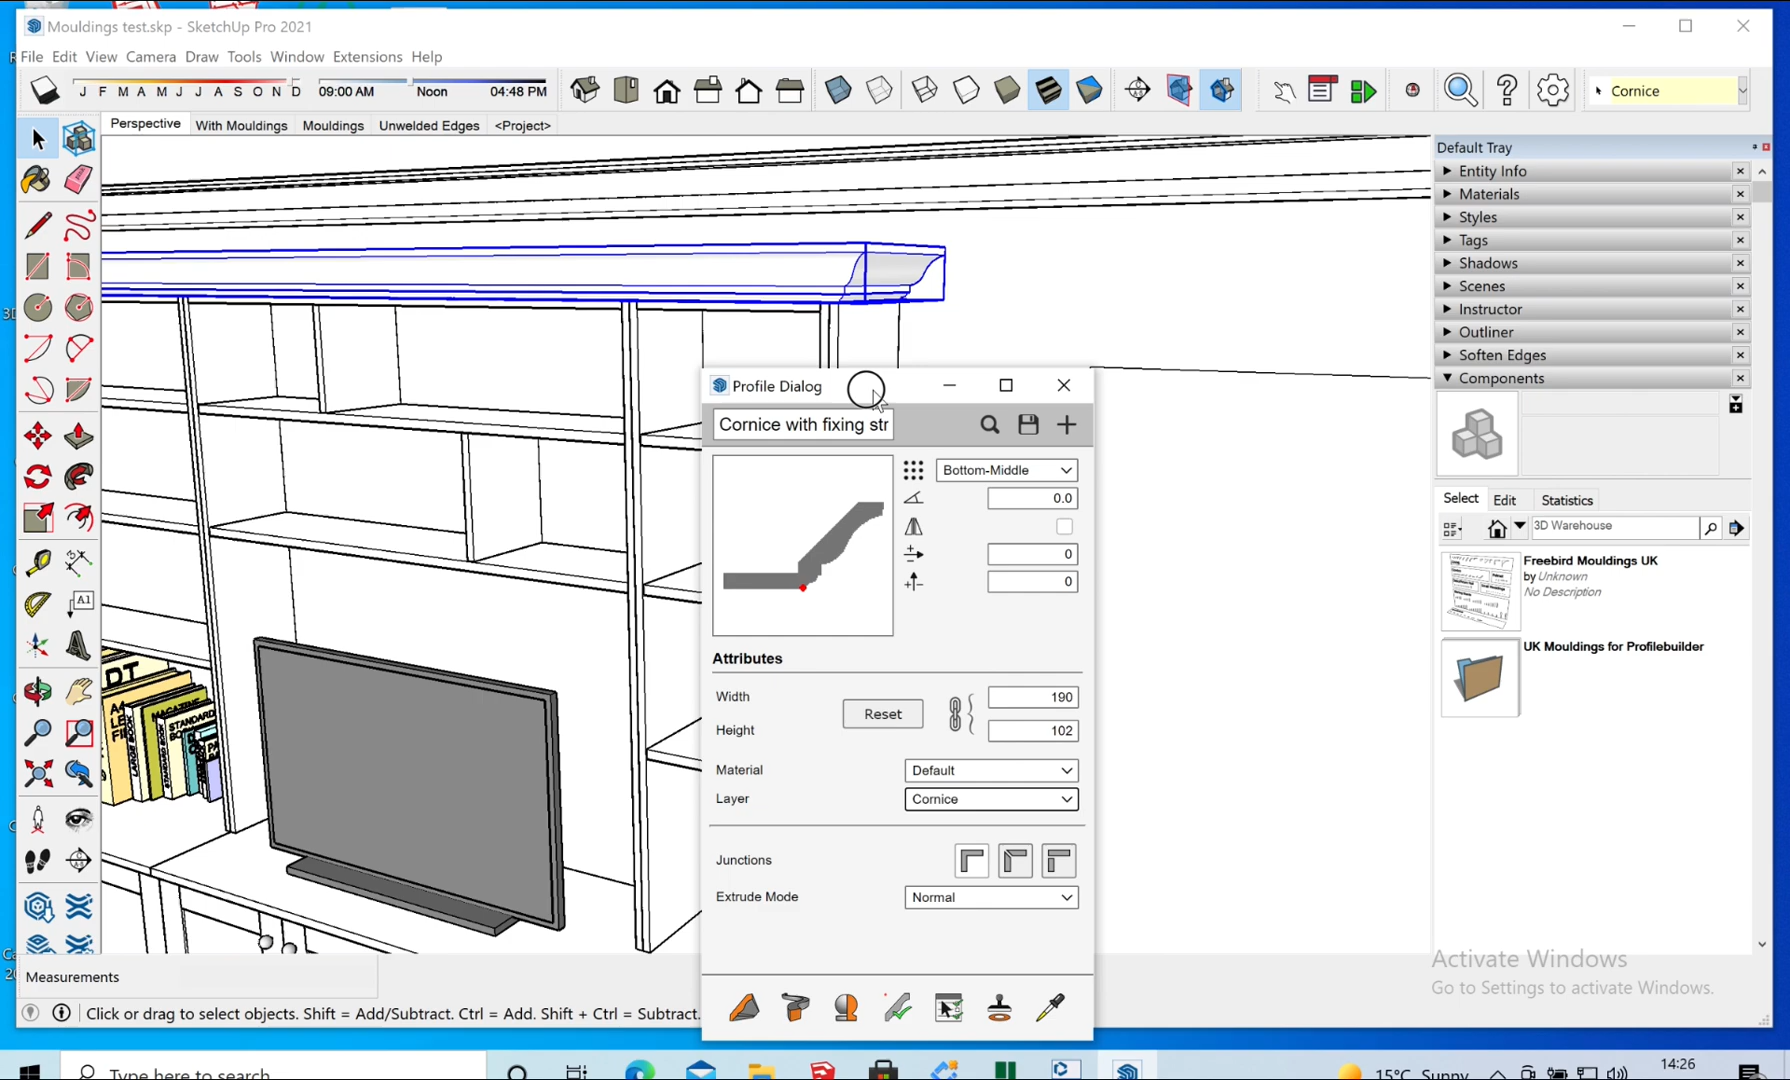 Mouldings test.skp - SketchUp Pro 2021
File Edit View Camera Draw Tools Window Extensions Help
J F M A M J J A S O N D 09:00 AM Noon 04:48 PM
Cornice
Perspective With Mouldings Mouldings Unwelded Edges <Project>
Default Tray
Entity Info
Materials
Styles
Tags
Shadows
Scenes
Instructor
Outliner
Soften Edges
Components
Profile Dialog
Cornice with fixing str
Bottom-Middle
0.0
0
0
Attributes
Width 190
Reset
Height 102
Material Default
Layer Cornice
Junctions
Extrude Mode Normal
Select Edit Statistics
3D Warehouse
Freebird Mouldings UK
by Unknown
No Description
UK Mouldings for Profilebuilder
A1
Activate Windows
Go to Settings to activate Windows.
Measurements
Click or drag to select objects. Shift = Add/Subtract. Ctrl = Add. Shift + Ctrl = Subtract.
Type here to search
15°C Sunny
14:26